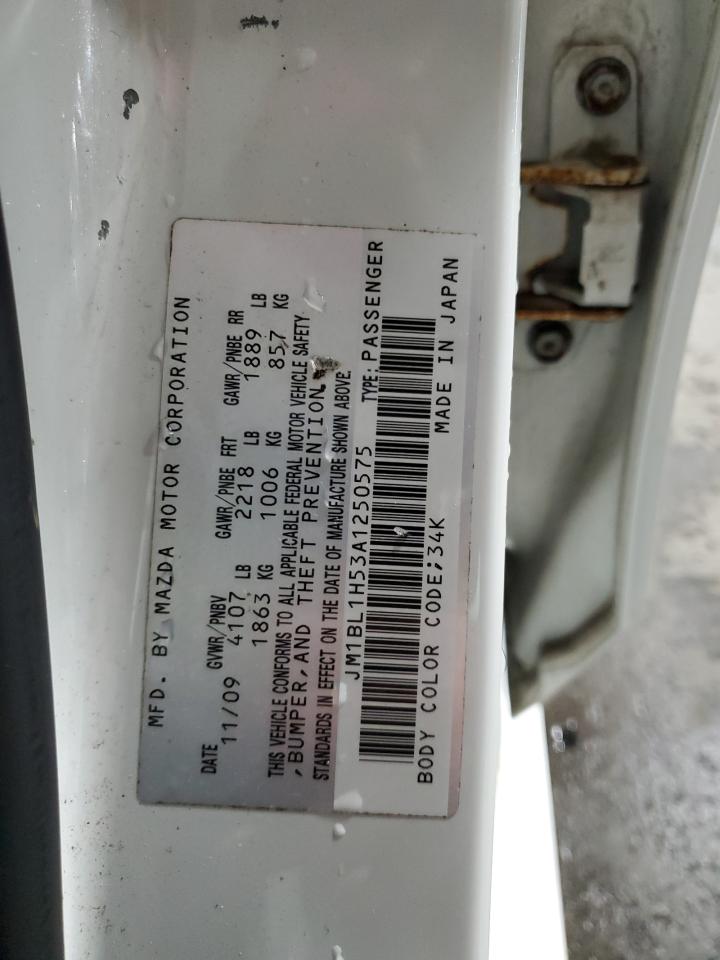 MFD. BY MAZDA MOTOR CORPORATION
DATE GVWR/PNBV GAWR/PNBE FRT GAWR/PNBE RR
11/09 4107 LB 2218 LB 1889 LB
1863 KG 1006 KG 857 KG
THIS VEHICLE CONFORMS TO ALL APPLICABLE FEDERAL MOTOR VEHICLE SAFETY
,BUMPER,AND THEFT PREVENTION
STANDARDS IN EFFECT ON THE DATE OF MANUFACTURE SHOWN ABOVE.
JM1BL1H53A1250575 TYPE: PASSENGER
BODY COLOR CODE;34K MADE IN JAPAN